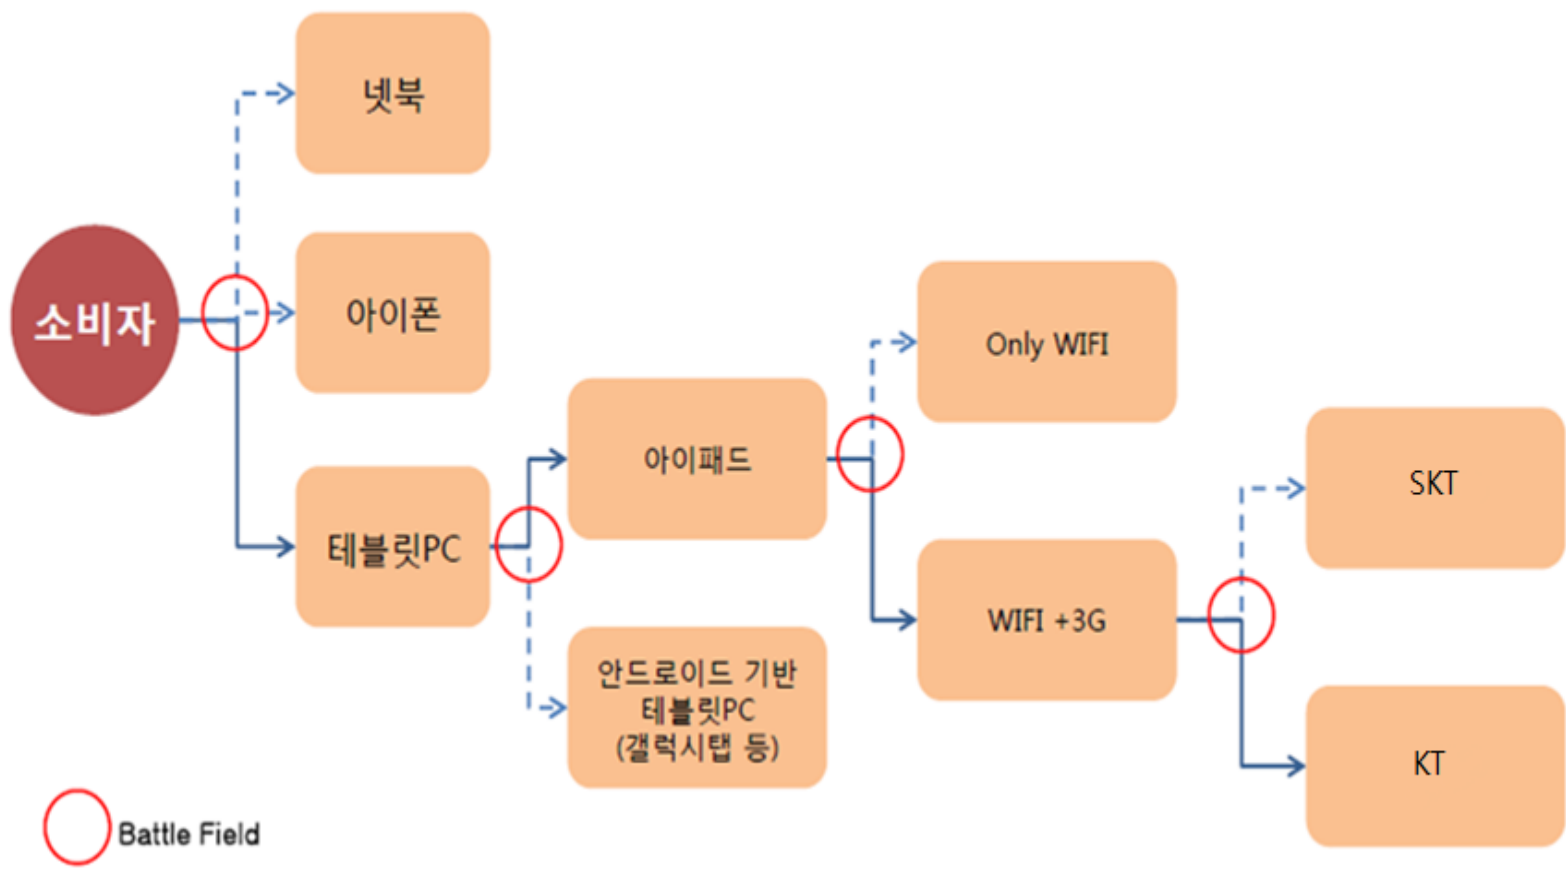 넷북
소비자
아이폰
테블릿PC
아이패드
안드로이드 기반
테블릿PC
(갤럭시탭 등)
Only WIFI
WIFI +3G
SKT
KT
Battle Field